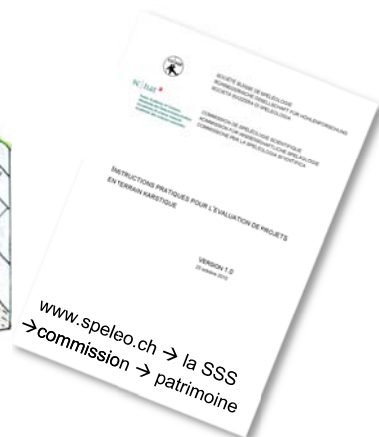 SOCIÉTÉ SUISSE DE SPÉLÉOLOGIE
SCHWEIZERISCHE GESELLSCHAFT FÜR HÖHLENFORSCHUNG
SOCIETÀ SVIZZERA DI SPELEOLOGIA
sc | nat
COMMISSION DE SPÉLÉOLOGIE SCIENTIFIQUE
KOMMISSION FÜR WISSENSCHAFTLICHE SPELÄOLOGIE
COMMISSIONE PER LA SPELEOLOGIA SCIENTIFICA
INSTRUCTIONS PRATIQUES POUR L'ÉVALUATION DE PROJETS
EN TERRAIN KARSTIQUE
VERSION 1.0
www.speleo.ch → la SSS
→commission → patrimoine